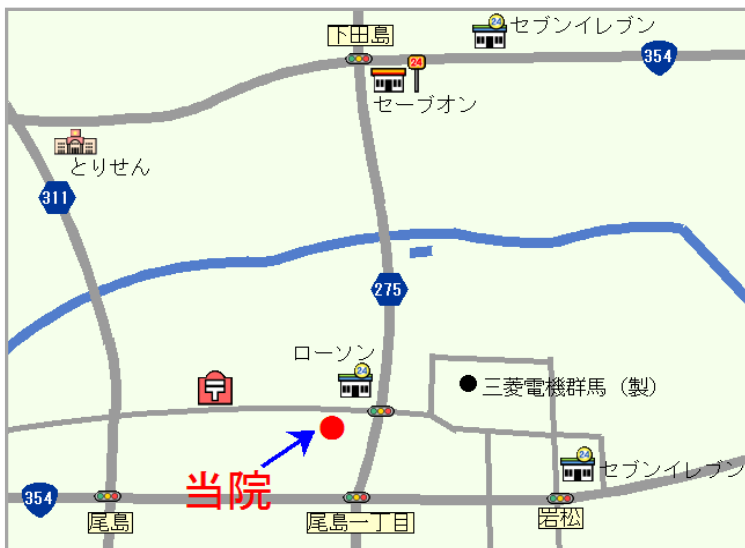 下田島
24
セブンイレブン
354
24
セーブオン
とりせん
311
275
ローソン
24
三菱電機群馬（製）
24
セブンイレブン
当院
354
尾島
尾島一丁目
岩松